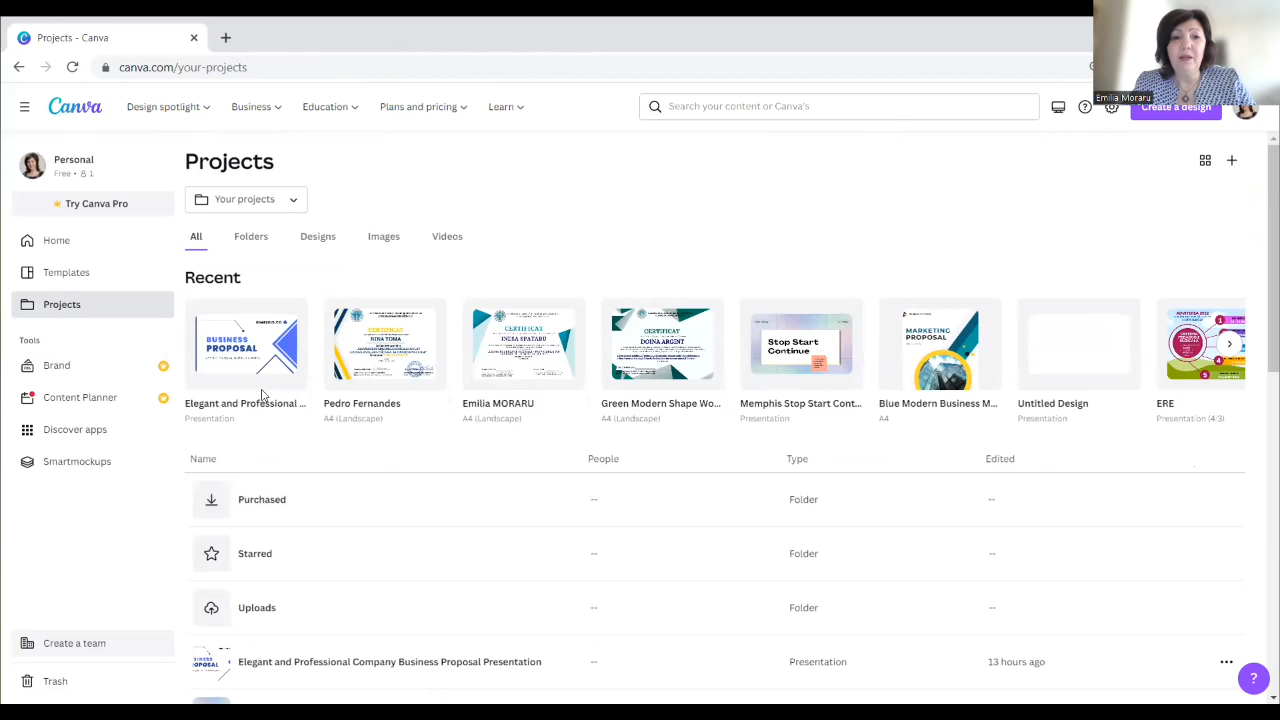 Projects - Canva
canva.com/your-projects
Emilia Moraru
Canva Design spotlight Business Education Plans and pricing Learn Search your content or Canva's Create a design
Personal
Free • 1
Try Canva Pro
Home
Templates
Projects
Tools
Brand
Content Planner
Discover apps
Smartmockups
Create a team
Trash
Projects
Your projects
All Folders Designs Images Videos
Recent
BUSINESS
PROPOSAL
Elegant and Professional ...
Presentation
CERTIFICAT
NINA TOMA
Pedro Fernandes
A4 (Landscape)
CERTIFICAT
INESA SPATARU
Emilia MORARU
A4 (Landscape)
CERTIFICAT
DOINA ARGENT
Green Modern Shape Wo...
A4 (Landscape)
Stop Start
Continue
Memphis Stop Start Cont...
Presentation
MARKETING
PROPOSAL
Blue Modern Business M...
A4
Untitled Design
Presentation
ERE
Presentation (4:3)
Name People Type Edited
Purchased -- Folder --
Starred -- Folder --
Uploads -- Folder --
Elegant and Professional Company Business Proposal Presentation -- Presentation 13 hours ago
?